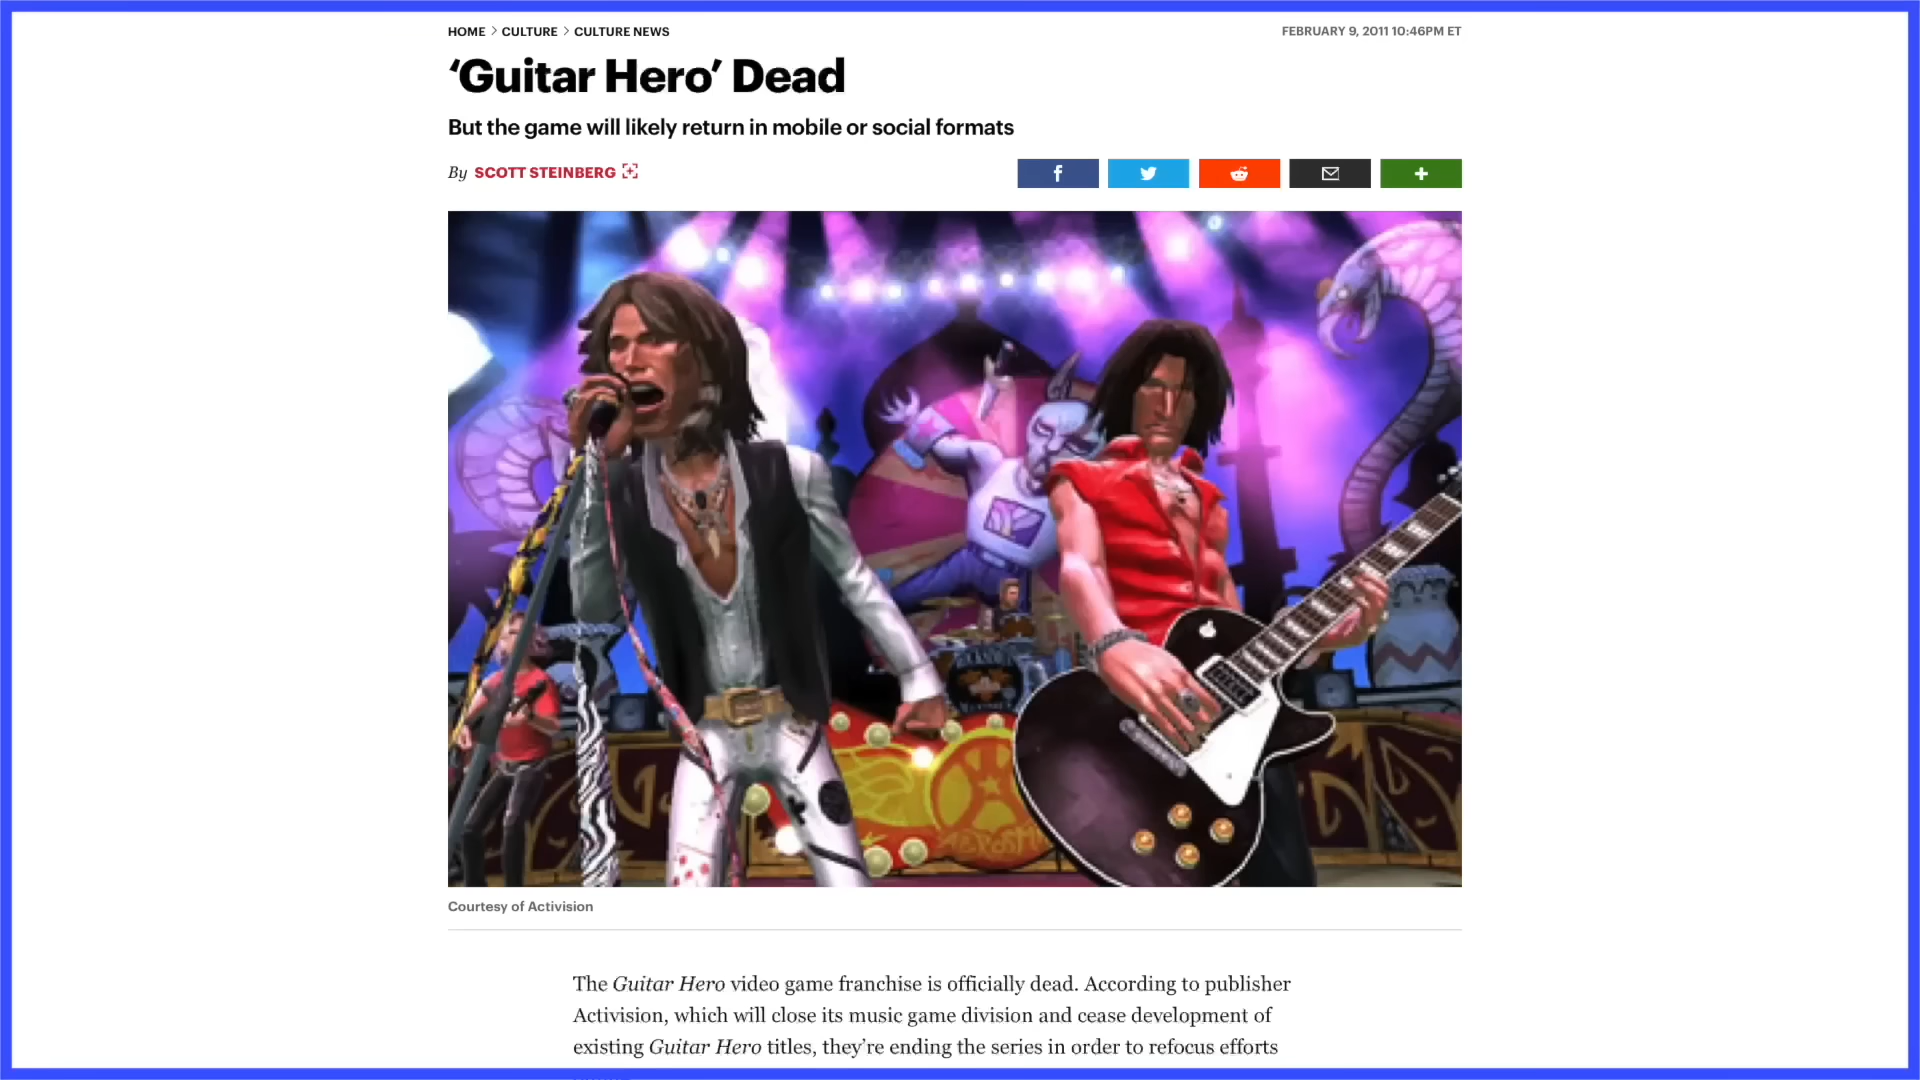 HOME > CULTURE > CULTURE NEWS
FEBRUARY 9, 2011 10:46PM ET
‘Guitar Hero’ Dead
But the game will likely return in mobile or social formats
By SCOTT STEINBERG
AEROSMITH
Courtesy of Activision
The Guitar Hero video game franchise is officially dead. According to publisher
Activision, which will close its music game division and cease development of
existing Guitar Hero titles, they’re ending the series in order to refocus efforts